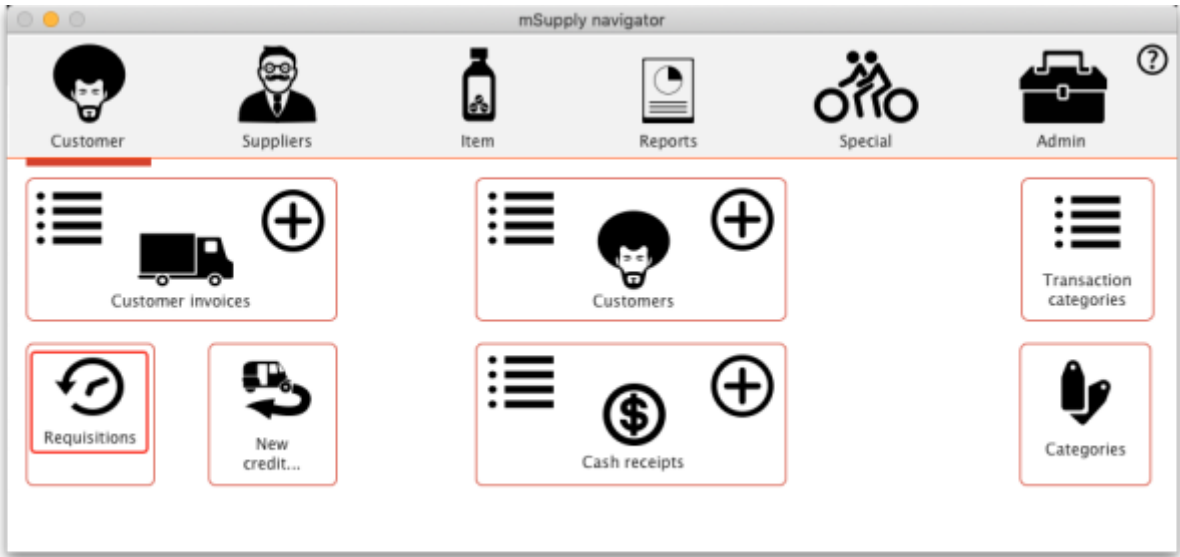 mSupply navigator
?
Customer
Suppliers
Item
Reports
Special
Admin
Customer invoices
Customers
Transaction
categories
Requisitions
New
credit...
$
Cash receipts
Categories